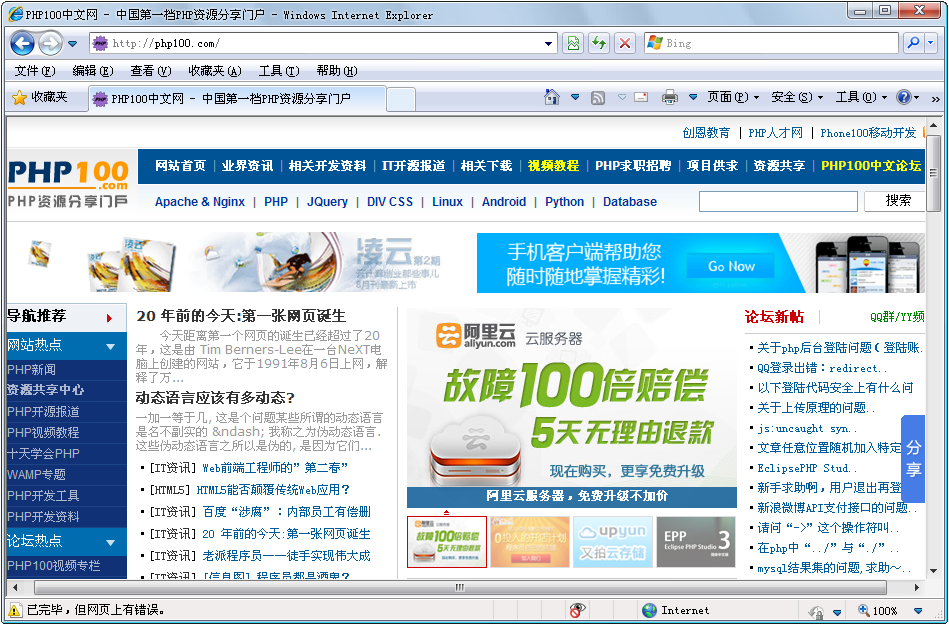 PHP100中文网 - 中国第一档PHP资源分享门户 - Windows Internet Explorer
http://php100.com/
Bing
文件(F) 编辑(E) 查看(V) 收藏夹(A) 工具(T) 帮助(H)
收藏夹
PHP100中文网 - 中国第一档PHP资源分享门户
页面(P) 安全(S) 工具(O)
创恩教育 | PHP人才网 | Phone100移动开发
PHP100
.com
PHP资源分享门户
网站首页 | 业界资讯 | 相关开发资料 | IT开源报道 | 相关下载 | 视频教程 | PHP求职招聘 | 项目供求 | 资源共享 | PHP100中文论坛
Apache & Nginx | PHP | JQuery | DIV CSS | Linux | Android | Python | Database
搜索
凌云 第2期
手机客户端帮助您
随时随地掌握精彩!
Go Now
导航推荐
网站热点
PHP新闻
资源共享中心
PHP开源报道
PHP视频教程
十天学会PHP
WAMP专题
PHP开发工具
PHP开发资料
论坛热点
PHP100视频专栏
20 年前的今天:第一张网页诞生
今天距离第一个网页的诞生已经超过了20
年，这是由 Tim Berners-Lee在一台NeXT电
脑上创建的网站，它于1991年8月6日上网，解
释了万...
动态语言应该有多动态?
一加一等于几，这是个问题某些所谓的动态语言
是名不副实的 &ndash; 我称之为伪动态语言.
这些伪动态语言之所以是伪的, 是因为它们...
[IT资讯] Web前端工程师的”第二春”
[HTML5] HTML5能否颠覆传统Web应用？
[IT资讯] 百度“涉腐”：内部员工有偿删
[IT资讯] 20 年前的今天:第一张网页诞生
[IT资讯] 老派程序员——徒手实现伟大成
[IT资讯] [信息图] 程序员都是酒鬼？
阿里云
aliyun.com
云服务器
故障100倍赔偿
5天无理由退款
现在购买，更享免费升级
阿里云服务器，免费升级不加价
阿里云
故障100倍赔偿
5天无理由退款
upyun
又拍云存储
EPP 3
Eclipse PHP Studio
论坛新帖
QQ群/YY频
关于php后台登陆问题（登陆账.
QQ登录出错：redirect..
以下登陆代码安全上有什么问
关于上传原理的问题..
js:uncaught syn..
文章任意位置随机加入特定
EclipsePHP Stud..
新手求助啊，用户退出再登
新浪微博API支付接口的问题..
请问“->”这个操作符叫..
在php中“../”与“./”..
mysql结果集的问题,求助～..
分享
已完毕，但网页上有错误。
Internet
100%